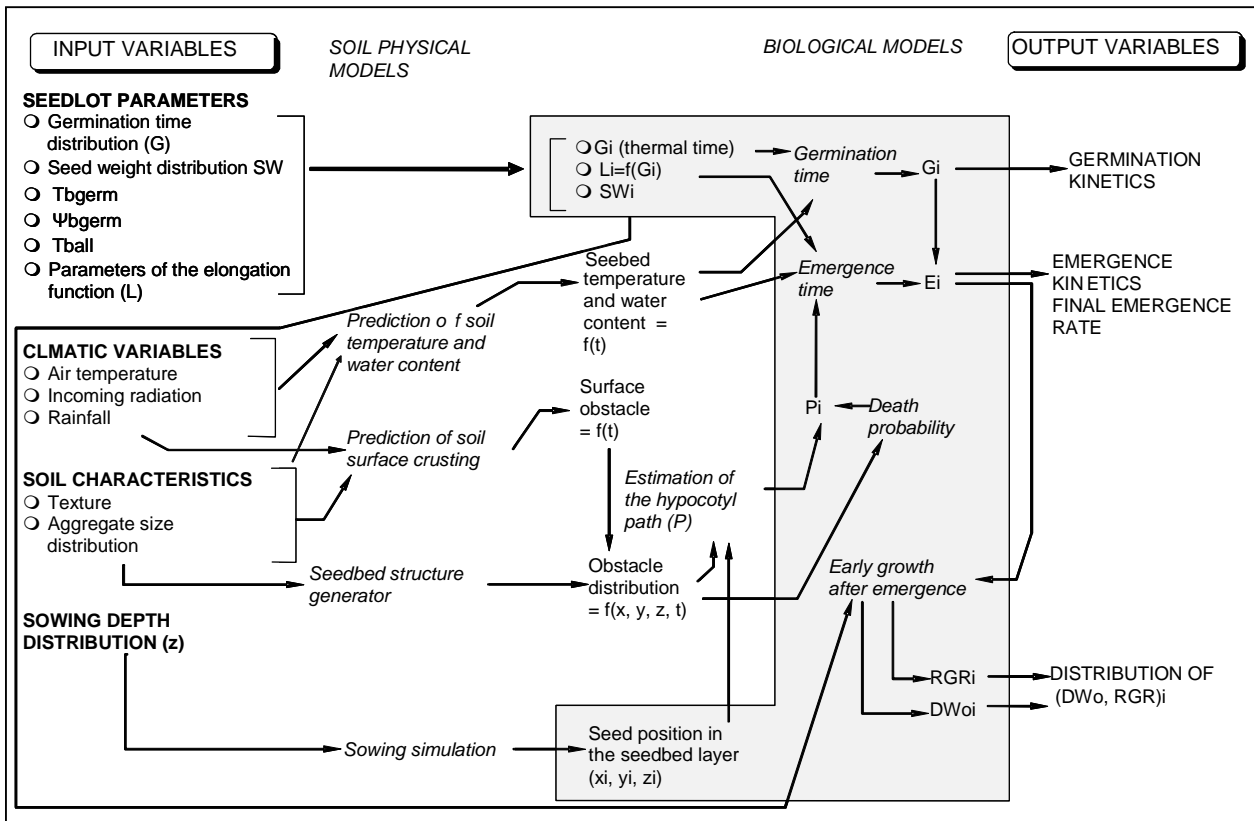 INPUT VARIABLES
SOIL PHYSICAL
MODELS
BIOLOGICAL MODELS
OUTPUT VARIABLES
SEEDLOT PARAMETERS
❍ Germination time
distribution (G)
❍ Seed weight distribution SW
❍ Tbgerm
❍ Ψbgerm
❍ Tball
❍ Parameters of the elongation
function (L)
CLMATIC VARIABLES
❍ Air temperature
❍ Incoming radiation
❍ Rainfall
SOIL CHARACTERISTICS
❍ Texture
❍ Aggregate size
distribution
SOWING DEPTH
DISTRIBUTION (z)
Prediction o f soil
temperature and
water content
Prediction of soil
surface crusting
Seedbed structure
generator
Sowing simulation
❍Gi (thermal time)
❍ Li=f(Gi)
❍ SWi
Seebed
temperature
and water
content =
f(t)
Surface
obstacle
= f(t)
Estimation of
the hypocotyl
path (P)
Obstacle
distribution
= f(x, y, z, t)
Seed position in
the seedbed layer
(xi, yi, zi)
Germination
time
Gi
Emergence
time
Ei
Pi
Death
probability
Early growth
after emergence
RGRi
DWoi
GERMINATION
KINETICS
EMERGENCE
KIN ETICS
FINAL EMERGENCE
RATE
DISTRIBUTION OF
(DWo, RGR)i